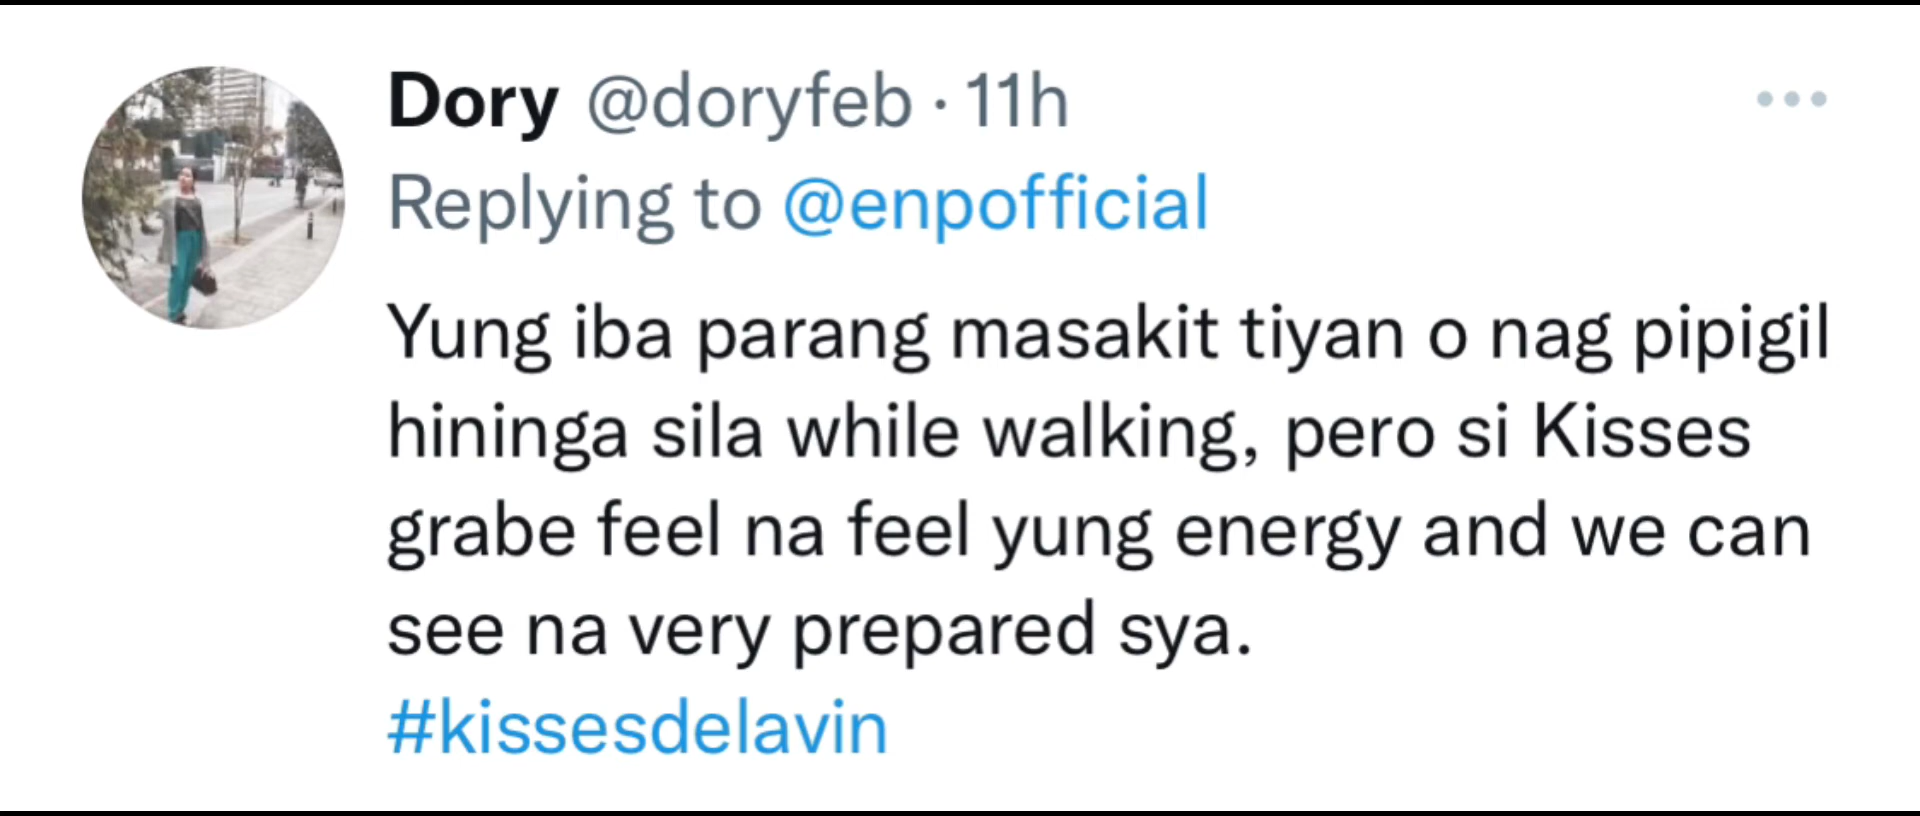 Dory @doryfeb · 11h
Replying to @enpofficial
Yung iba parang masakit tiyan o nag pipigil
hininga sila while walking, pero si Kisses
grabe feel na feel yung energy and we can
see na very prepared sya.
#kissesdelavin